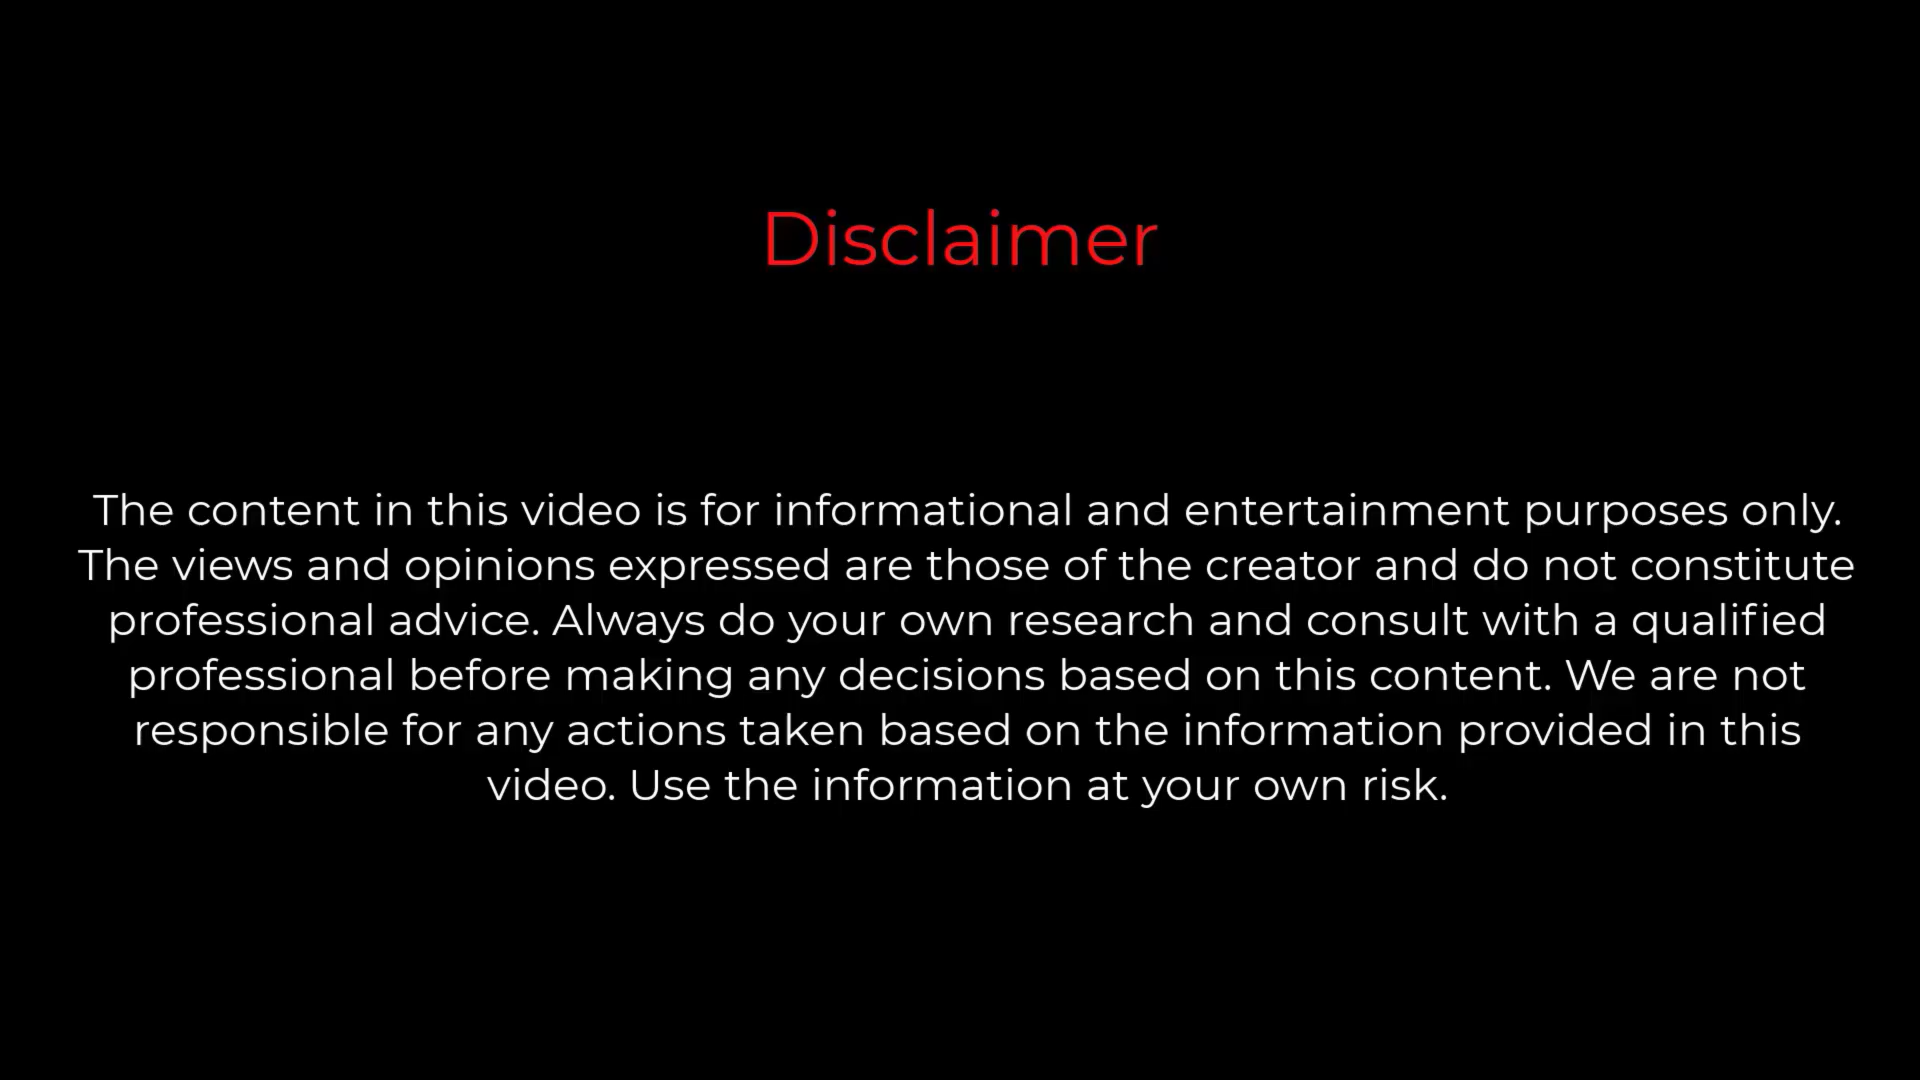 Disclaimer
The content in this video is for informational and entertainment purposes only.
The views and opinions expressed are those of the creator and do not constitute
professional advice. Always do your own research and consult with a qualified
professional before making any decisions based on this content. We are not
responsible for any actions taken based on the information provided in this
video. Use the information at your own risk.